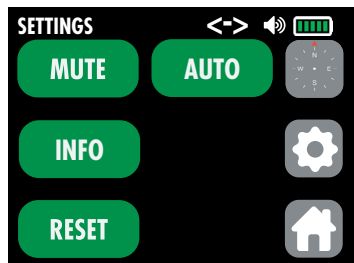 SETTINGS <->
MUTE AUTO N
W E
S
INFO
RESET